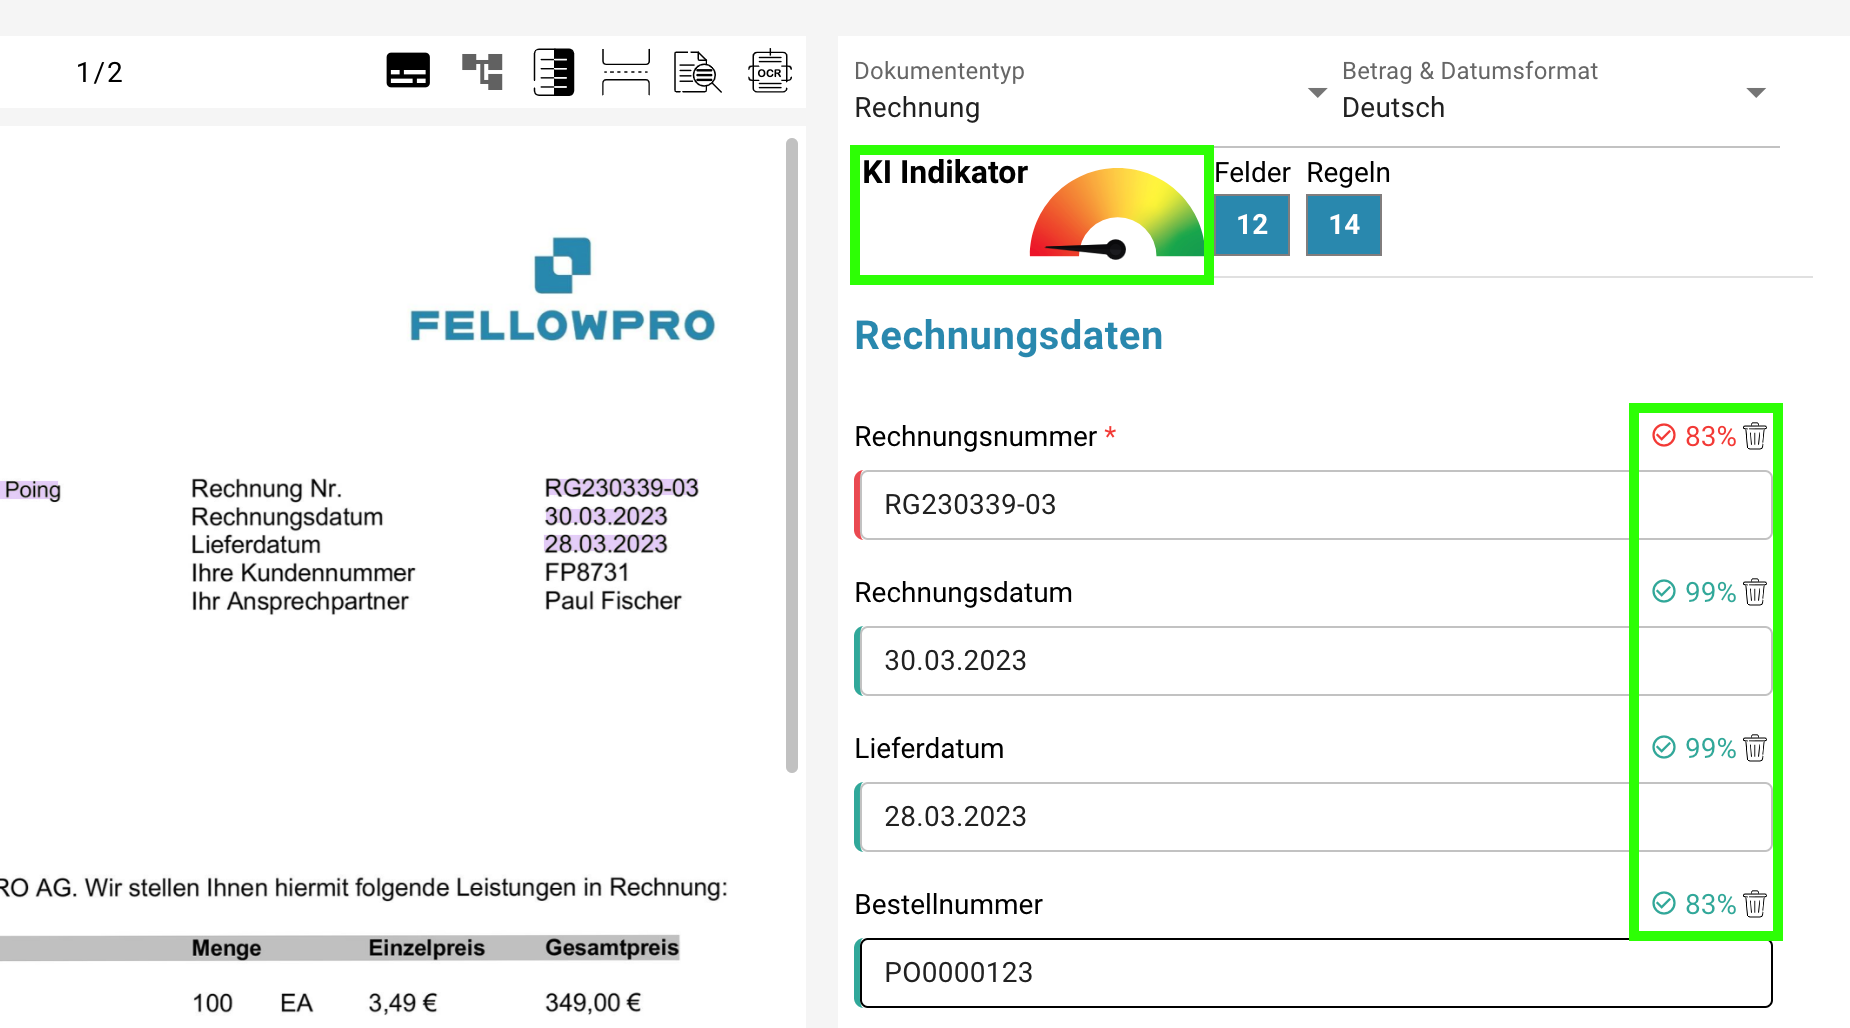 1/2
OCR
FELLOWPRO
Poing
Rechnung Nr. RG230339-03
Rechnungsdatum 30.03.2023
Lieferdatum 28.03.2023
Ihre Kundennummer FP8731
Ihr Ansprechpartner Paul Fischer
RO AG. Wir stellen Ihnen hiermit folgende Leistungen in Rechnung:
Menge Einzelpreis Gesamtpreis
100 EA 3,49 € 349,00 €
Dokumententyp Betrag & Datumsformat
Rechnung Deutsch
KI Indikator Felder Regeln
12 14
Rechnungsdaten
Rechnungsnummer * 83%
RG230339-03
Rechnungsdatum 99%
30.03.2023
Lieferdatum 99%
28.03.2023
Bestellnummer 83%
PO0000123